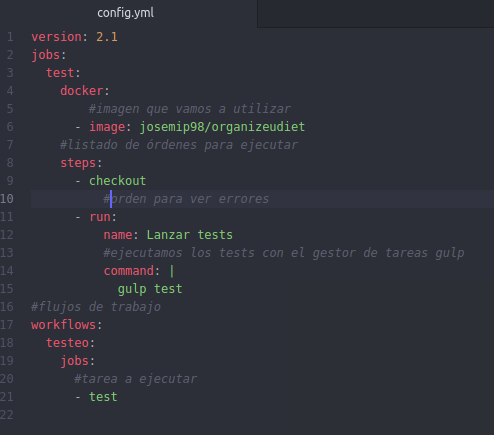 config.yml
1 version: 2.1
2 jobs:
3   test:
4     docker:
5         #imagen que vamos a utilizar
6       - image: josemip98/organizeudiet
7     #listado de órdenes para ejecutar
8     steps:
9       - checkout
10           #orden para ver errores
11       - run:
12           name: Lanzar tests
13           #ejecutamos los tests con el gestor de tareas gulp
14           command: |
15             gulp test
16 #flujos de trabajo
17 workflows:
18   testeo:
19     jobs:
20       #tarea a ejecutar
21       - test
22